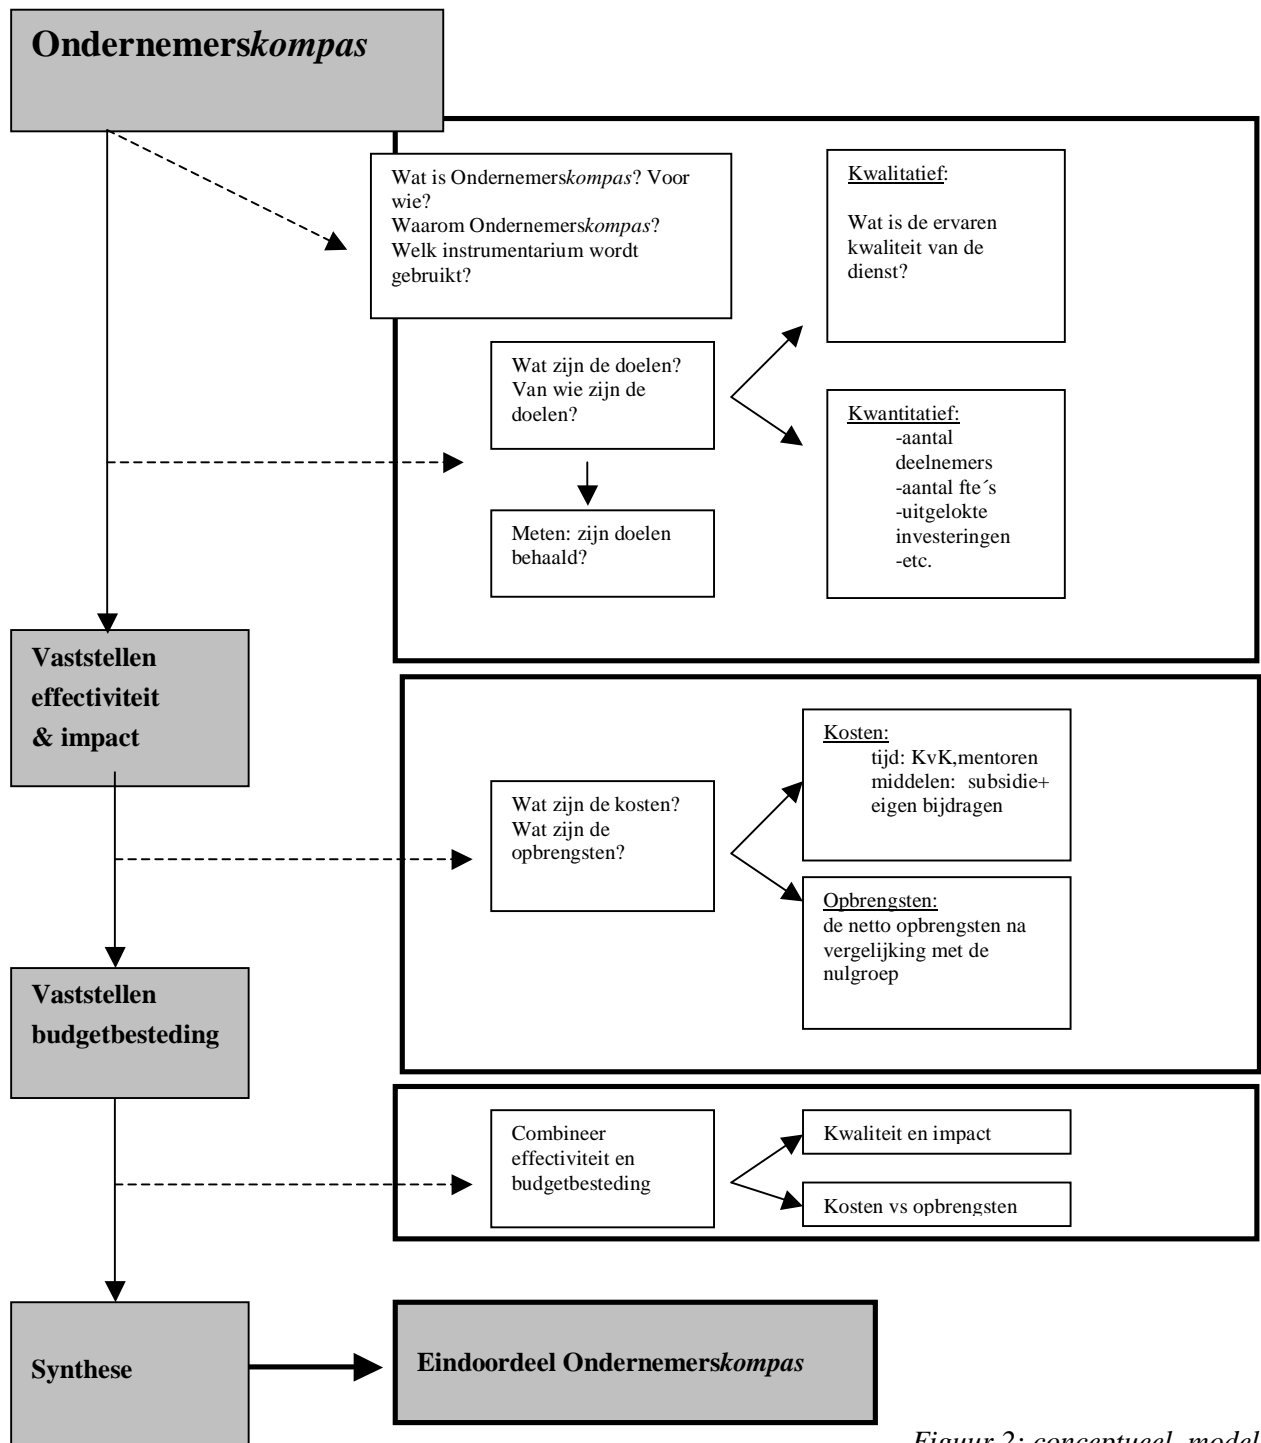 Ondernemerskompas
Wat is Ondernemerskompas? Voor
wie?
Waarom Ondernemerskompas?
Welk instrumentarium wordt
gebruikt?
Kwalitatief:
Wat is de ervaren
kwaliteit van de
dienst?
Wat zijn de doelen?
Van wie zijn de
doelen?
Kwantitatief:
-aantal
deelnemers
-aantal fte´s
-uitgelokte
investeringen
-etc.
Meten: zijn doelen
behaald?
Vaststellen
effectiviteit
& impact
Wat zijn de kosten?
Wat zijn de
opbrengsten?
Kosten:
tijd: KvK,mentoren
middelen: subsidie+
eigen bijdragen
Opbrengsten:
de netto opbrengsten na
vergelijking met de
nulgroep
Vaststellen
budgetbesteding
Combineer
effectiviteit en
budgetbesteding
Kwaliteit en impact
Kosten vs opbrengsten
Synthese
Eindoordeel Ondernemerskompas
Figuur 2: conceptueel model